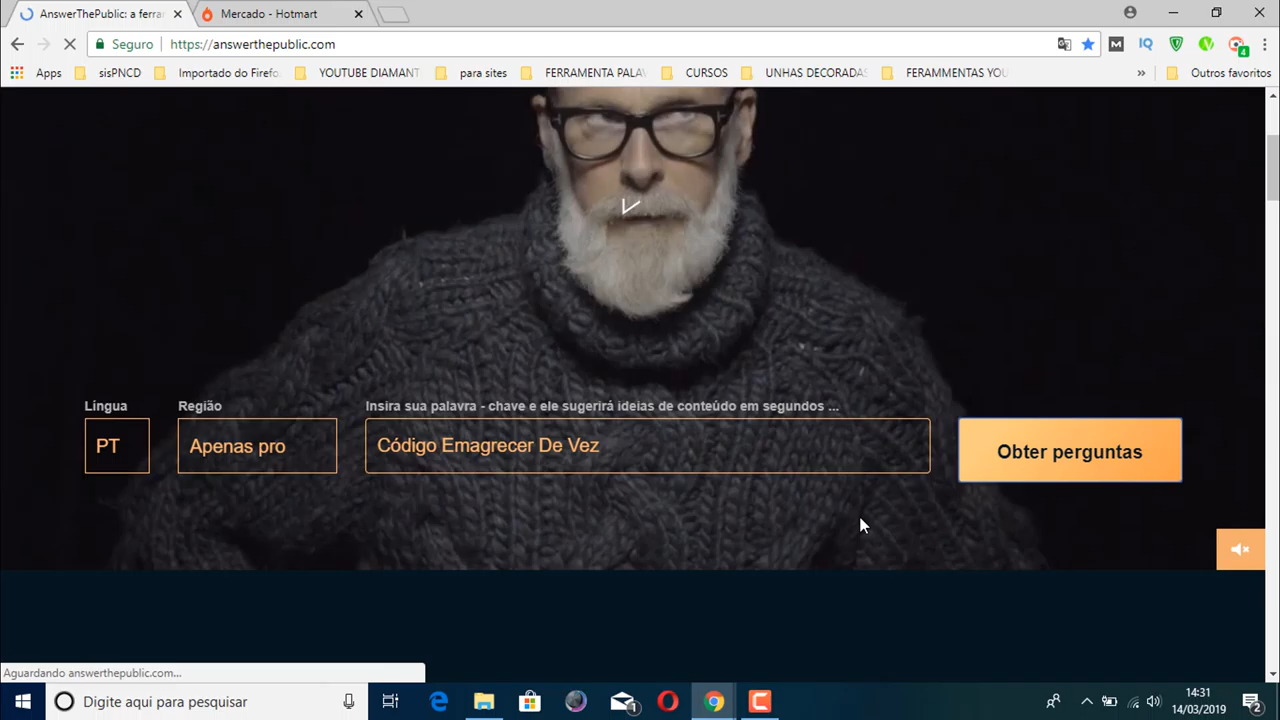 AnswerThePublic: a ferra
Mercado - Hotmart
Seguro
https://answerthepublic.com
Apps
sisPNCD
Importado do Firefo
YOUTUBE DIAMANT
para sites
FERRAMENTA PALA
CURSOS
UNHAS DECORADAS
FERAMMENTAS YOU
»
Outros favoritos
Língua
Região
Insira sua palavra - chave e ele sugerirá ideias de conteúdo em segundos ...
PT
Apenas pro
Código Emagrecer De Vez
Obter perguntas
Aguardando answerthepublic.com...
Digite aqui para pesquisar
14:31
14/03/2019